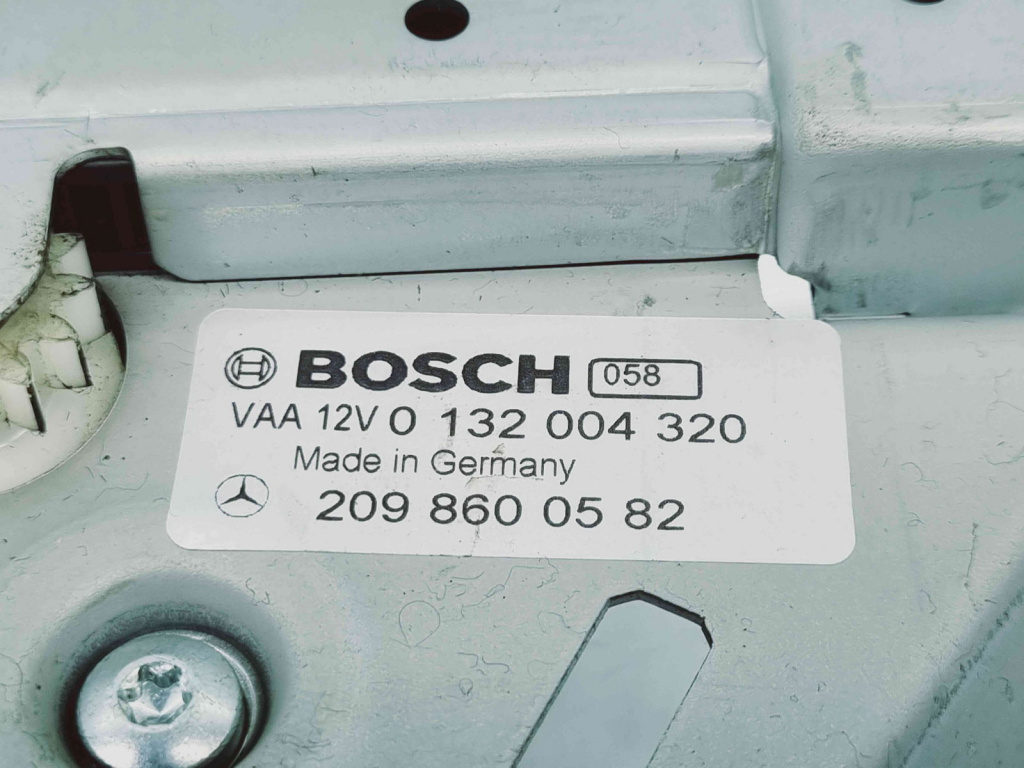 BOSCH 058
VAA 12V 0 132 004 320
Made in Germany
209 860 05 82